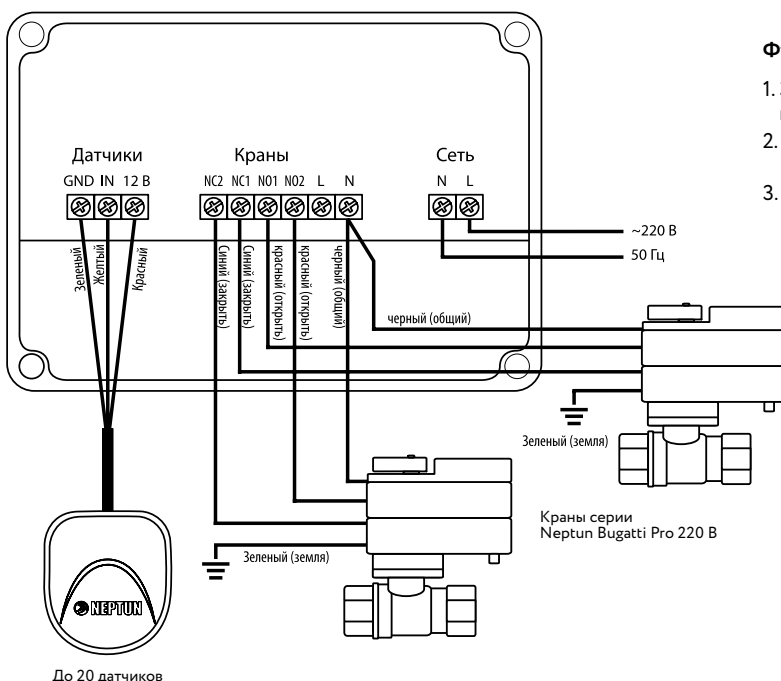 Ф
1.
2.
3.
Датчики
Краны
Сеть
GND IN 12 В
NC2 NC1 NO1 NO2 L N
N L
~220 В
50 Гц
Зеленый
Желтый
Красный
Синий (закрыть)
Синий (закрыть)
красный (открыть)
красный (открыть)
черный (общий)
черный (общий)
Зеленый (земля)
Краны серии
Neptun Bugatti Pro 220 В
Зеленый (земля)
NEPTUN
До 20 датчиков